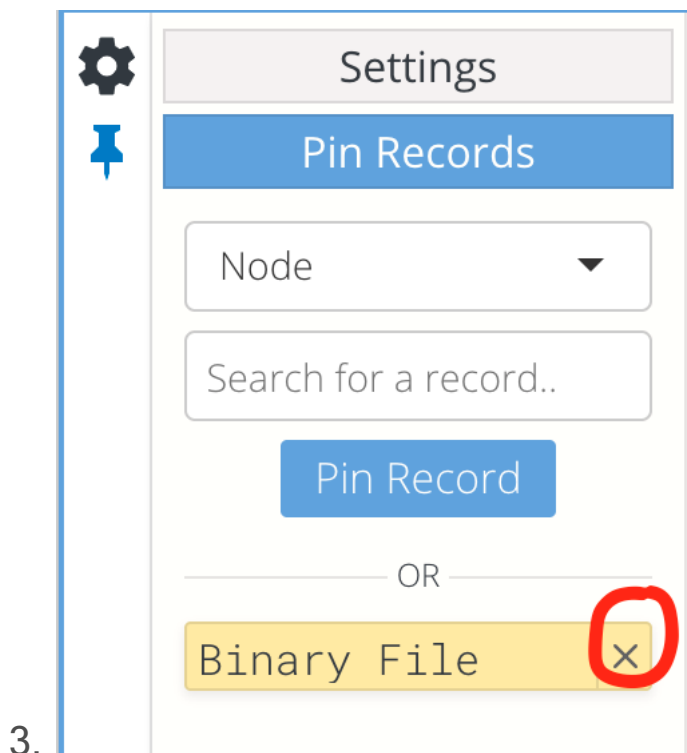 Settings
Pin Records
Node
Search for a record..
Pin Record
OR
Binary File
3.